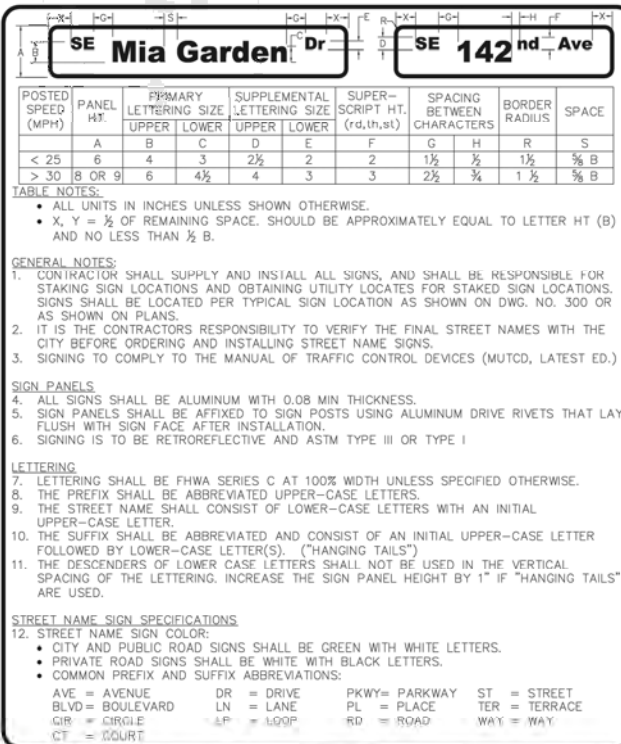 X G S G X E R X G H F X
SE Mia Garden Dr SE 142 nd Ave
A B C D
POSTED SPEED (MPH) PANEL HT. PRIMARY LETTERING SIZE SUPPLEMENTAL LETTERING SIZE SUPER-SCRIPT HT. (rd,th,st) SPACING BETWEEN CHARACTERS BORDER RADIUS SPACE
UPPER LOWER UPPER LOWER
A B C D E F G H R S
< 25 6 4 3 2½ 2 2 1½ ½ 1½ ⅝ B
> 30 8 OR 9 6 4½ 4 3 3 2½ ¾ 1 ½ ⅝ B
TABLE NOTES:
• ALL UNITS IN INCHES UNLESS SHOWN OTHERWISE.
• X, Y = ½ OF REMAINING SPACE. SHOULD BE APPROXIMATELY EQUAL TO LETTER HT (B)
AND NO LESS THAN ½ B.
GENERAL NOTES:
1. CONTRACTOR SHALL SUPPLY AND INSTALL ALL SIGNS, AND SHALL BE RESPONSIBLE FOR
STAKING SIGN LOCATIONS AND OBTAINING UTILITY LOCATES FOR STAKED SIGN LOCATIONS.
SIGNS SHALL BE LOCATED PER TYPICAL SIGN LOCATION AS SHOWN ON DWG. NO. 300 OR
AS SHOWN ON PLANS.
2. IT IS THE CONTRACTORS RESPONSIBILITY TO VERIFY THE FINAL STREET NAMES WITH THE
CITY BEFORE ORDERING AND INSTALLING STREET NAME SIGNS.
3. SIGNING TO COMPLY TO THE MANUAL OF TRAFFIC CONTROL DEVICES (MUTCD, LATEST ED.)
SIGN PANELS
4. ALL SIGNS SHALL BE ALUMINUM WITH 0.08 MIN THICKNESS.
5. SIGN PANELS SHALL BE AFFIXED TO SIGN POSTS USING ALUMINUM DRIVE RIVETS THAT LAY
FLUSH WITH SIGN FACE AFTER INSTALLATION.
6. SIGNING IS TO BE RETROREFLECTIVE AND ASTM TYPE III OR TYPE I
LETTERING
7. LETTERING SHALL BE FHWA SERIES C AT 100% WIDTH UNLESS SPECIFIED OTHERWISE.
8. THE PREFIX SHALL BE ABBREVIATED UPPER-CASE LETTERS.
9. THE STREET NAME SHALL CONSIST OF LOWER-CASE LETTERS WITH AN INITIAL
UPPER-CASE LETTER.
10. THE SUFFIX SHALL BE ABBREVIATED AND CONSIST OF AN INITIAL UPPER-CASE LETTER
FOLLOWED BY LOWER-CASE LETTER(S). ("HANGING TAILS")
11. THE DESCENDERS OF LOWER CASE LETTERS SHALL NOT BE USED IN THE VERTICAL
SPACING OF THE LETTERING. INCREASE THE SIGN PANEL HEIGHT BY 1" IF "HANGING TAILS"
ARE USED.
STREET NAME SIGN SPECIFICATIONS
12. STREET NAME SIGN COLOR:
• CITY AND PUBLIC ROAD SIGNS SHALL BE GREEN WITH WHITE LETTERS.
• PRIVATE ROAD SIGNS SHALL BE WHITE WITH BLACK LETTERS.
• COMMON PREFIX AND SUFFIX ABBREVIATIONS:
AVE = AVENUE DR = DRIVE PKWY= PARKWAY ST = STREET
BLVD= BOULEVARD LN = LANE PL = PLACE TER = TERRACE
CIR = CIRCLE LP = LOOP RD = ROAD WAY = WAY
CT = COURT